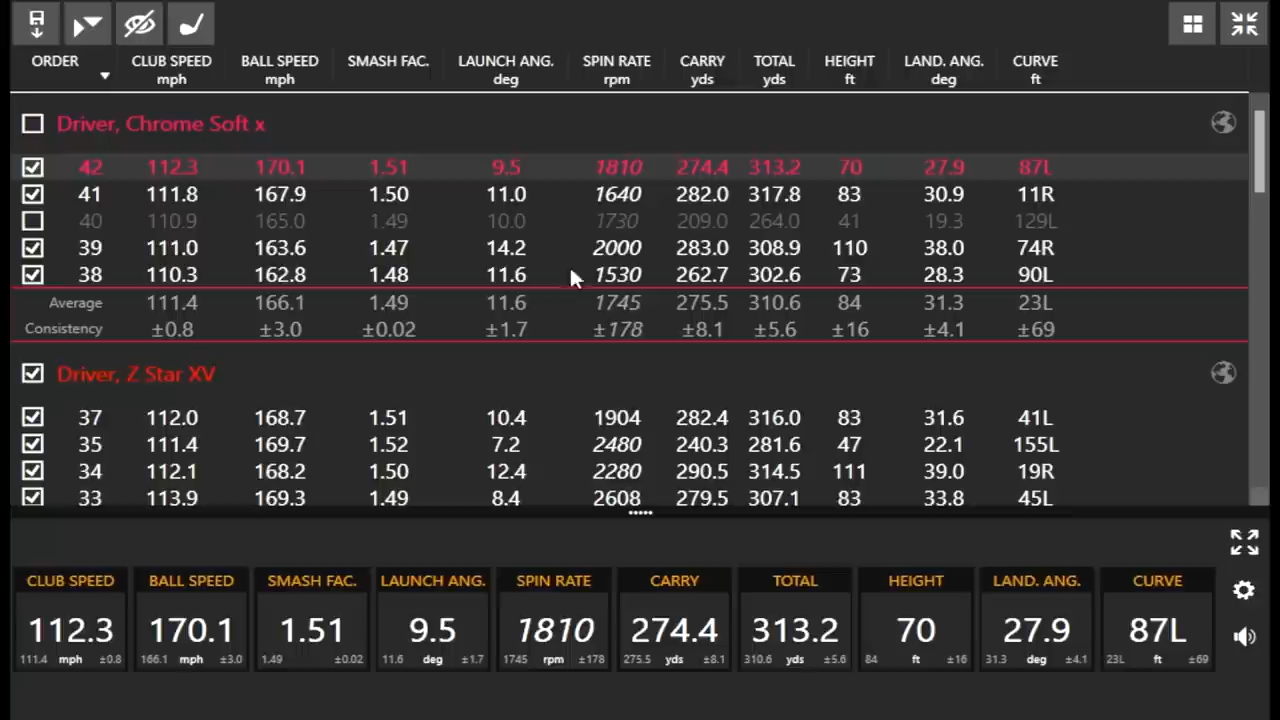 ORDER CLUB SPEED BALL SPEED SMASH FAC. LAUNCH ANG. SPIN RATE CARRY TOTAL HEIGHT LAND. ANG. CURVE
mph mph deg rpm yds yds ft deg ft
Driver, Chrome Soft x
42 112.3 170.1 1.51 9.5 1810 274.4 313.2 70 27.9 87L
41 111.8 167.9 1.50 11.0 1640 282.0 317.8 83 30.9 11R
40 110.9 165.0 1.49 10.0 1730 209.0 264.0 41 19.3 129L
39 111.0 163.6 1.47 14.2 2000 283.0 308.9 110 38.0 74R
38 110.3 162.8 1.48 11.6 1530 262.7 302.6 73 28.3 90L
Average 111.4 166.1 1.49 11.6 1745 275.5 310.6 84 31.3 23L
Consistency ±0.8 ±3.0 ±0.02 ±1.7 ±178 ±8.1 ±5.6 ±16 ±4.1 ±69
Driver, Z Star XV
37 112.0 168.7 1.51 10.4 1904 282.4 316.0 83 31.6 41L
35 111.4 169.7 1.52 7.2 2480 240.3 281.6 47 22.1 155L
34 112.1 168.2 1.50 12.4 2280 290.5 314.5 111 39.0 19R
33 113.9 169.3 1.49 8.4 2608 279.5 307.1 83 33.8 45L
CLUB SPEED BALL SPEED SMASH FAC. LAUNCH ANG. SPIN RATE CARRY TOTAL HEIGHT LAND. ANG. CURVE
112.3 170.1 1.51 9.5 1810 274.4 313.2 70 27.9 87L
111.4 mph ±0.8 166.1 mph ±3.0 1.49 ±0.02 11.6 deg ±1.7 1745 rpm ±178 275.5 yds ±8.1 310.6 yds ±5.6 84 ft ±16 31.3 deg ±4.1 23L ft ±69